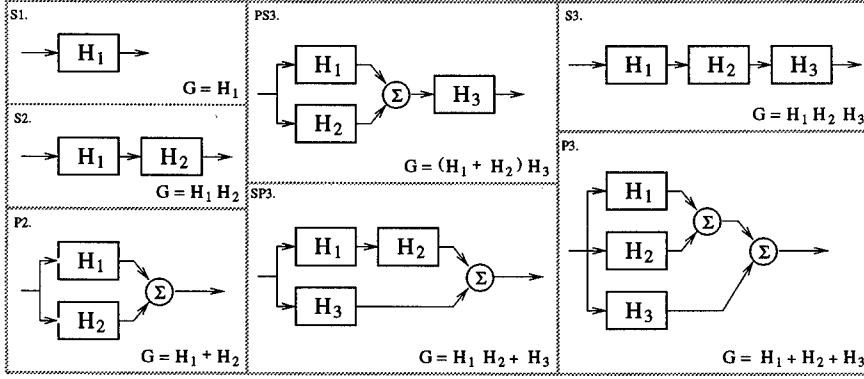 S1.
H₁
G = H₁
S2.
H₁ H₂
G = H₁ H₂
P2.
H₁
Σ
H₂
G = H₁ + H₂
PS3.
H₁
Σ H₃
H₂
G = (H₁ + H₂) H₃
SP3.
H₁ H₂
Σ
H₃
G = H₁ H₂ + H₃
S3.
H₁ H₂ H₃
G = H₁ H₂ H₃
P3.
H₁
Σ
H₂ Σ
H₃
G = H₁ + H₂ + H₃